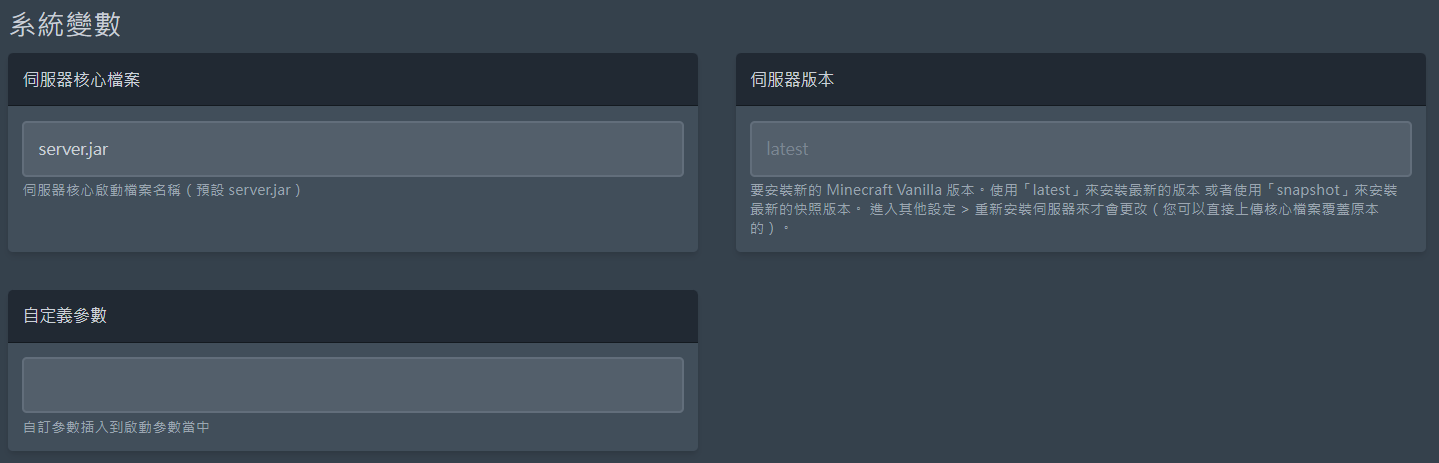 系統變數
伺服器核心檔案
server.jar
伺服器核心啟動檔案名稱（預設 server.jar）
伺服器版本
latest
要安裝新的 Minecraft Vanilla 版本。使用「latest」來安裝最新的版本 或者使用「snapshot」來安裝
最新的快照版本。 進入其他設定 > 重新安裝伺服器來才會更改（您可以直接上傳核心檔案覆蓋原本
的）。
自定義參數
自訂參數插入到啟動參數當中